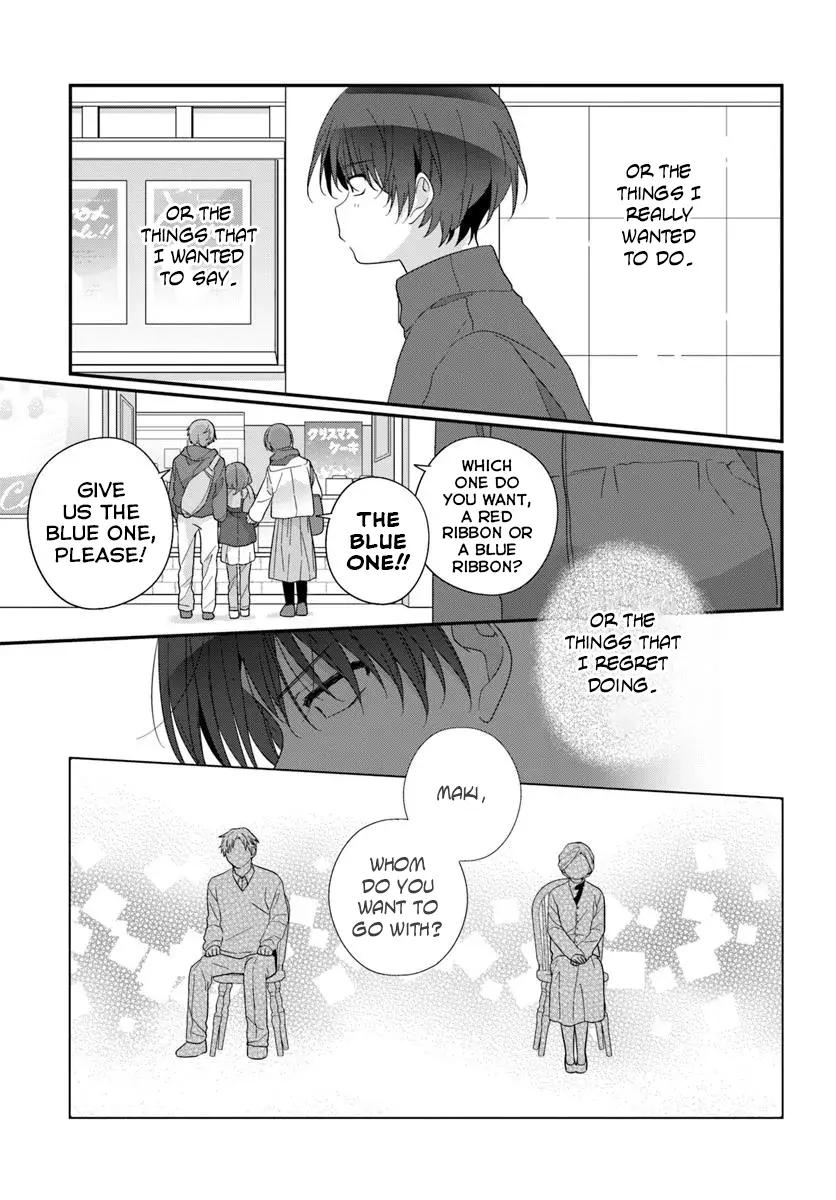 OR THE
THINGS I
REALLY
WANTED
TO DO.
OR THE
THINGS THAT
I WANTED
TO SAY.
WHICH
ONE DO
YOU WANT,
A RED
RIBBON OR
A BLUE
RIBBON?
THE
BLUE
ONE!!
クリスマス
ケーキ
GIVE
US THE
BLUE ONE,
PLEASE!
OR THE
THINGS THAT
I REGRET
DOING.
MAKI,
WHOM
DO YOU
WANT TO
GO WITH?